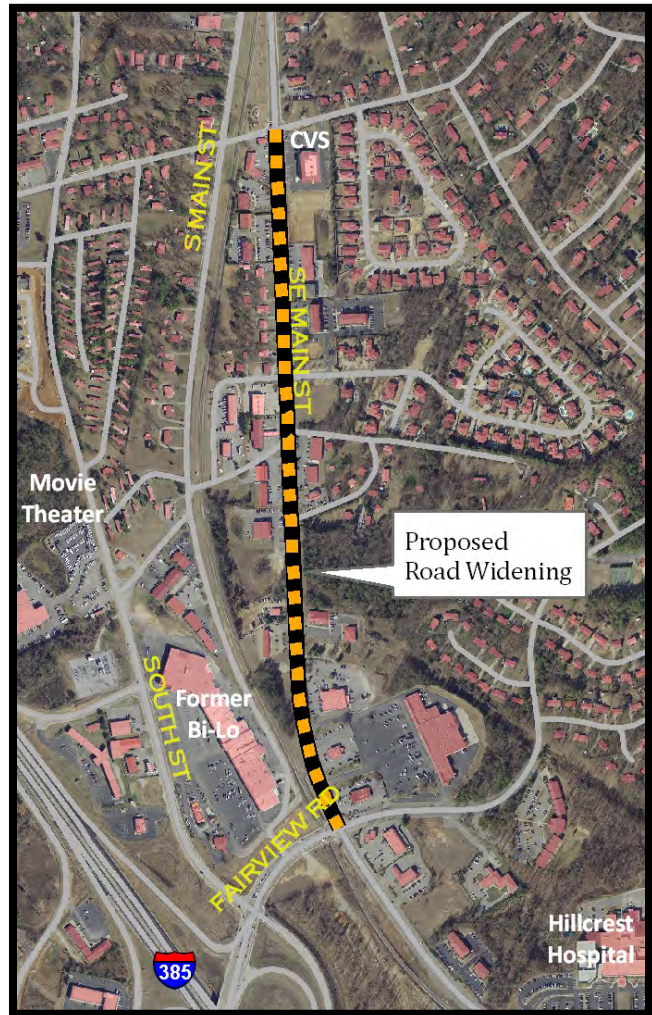 CVS
S MAIN ST
SE MAIN ST
Movie
Theater
Proposed
Road Widening
SOUTH ST
Former
Bi-Lo
FAIRVIEW RD
Hillcrest
Hospital
385